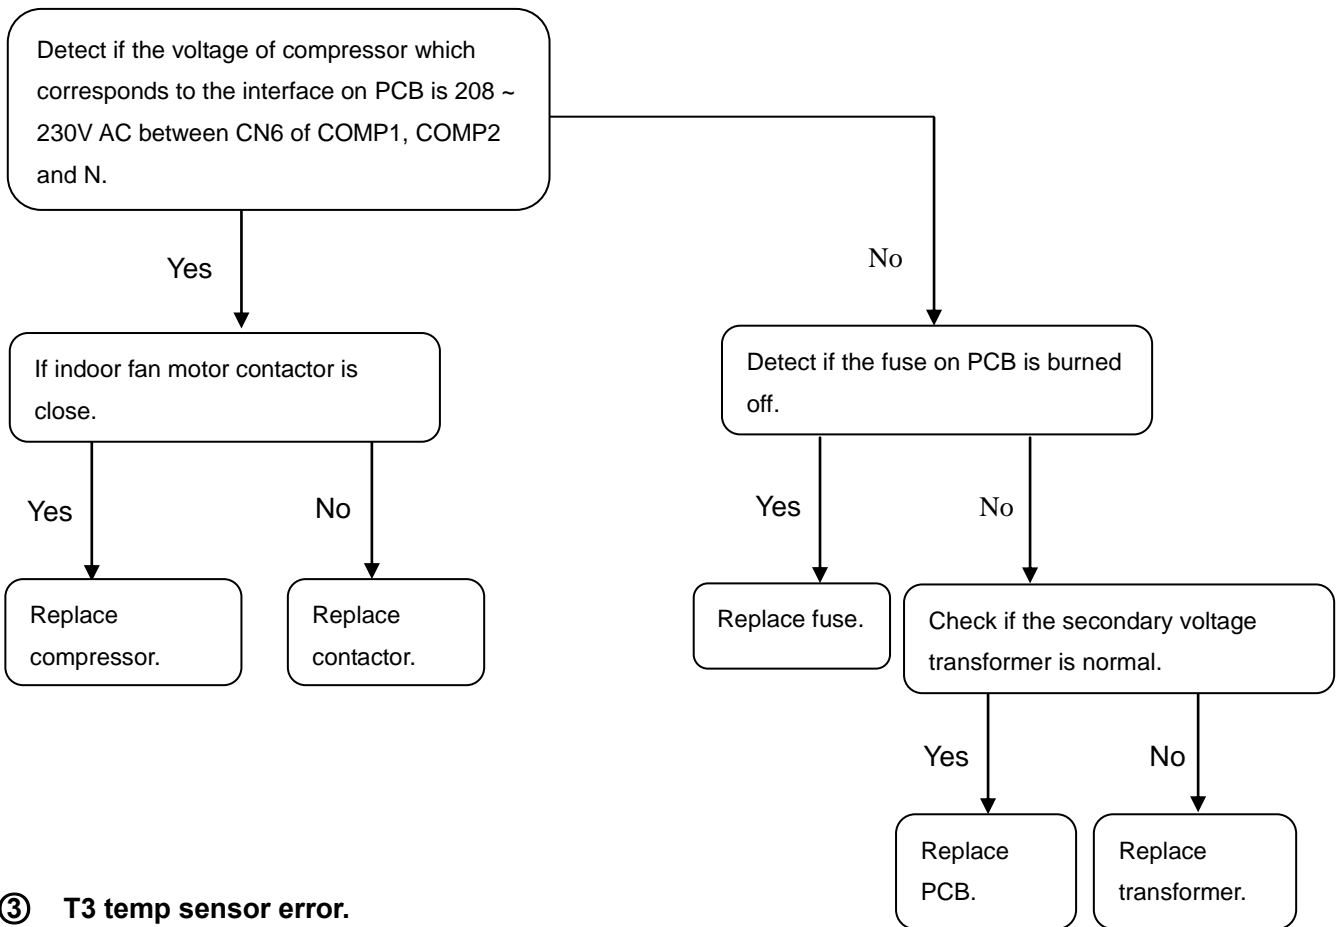 Detect if the voltage of compressor which
corresponds to the interface on PCB is 208 ~
230V AC between CN6 of COMP1, COMP2
and N.
Yes
No
If indoor fan motor contactor is
close.
Detect if the fuse on PCB is burned
off.
Yes
No
Yes
No
Replace
compressor.
Replace
contactor.
Replace fuse.
Check if the secondary voltage
transformer is normal.
Yes
No
Replace
PCB.
Replace
transformer.
③ T3 temp sensor error.